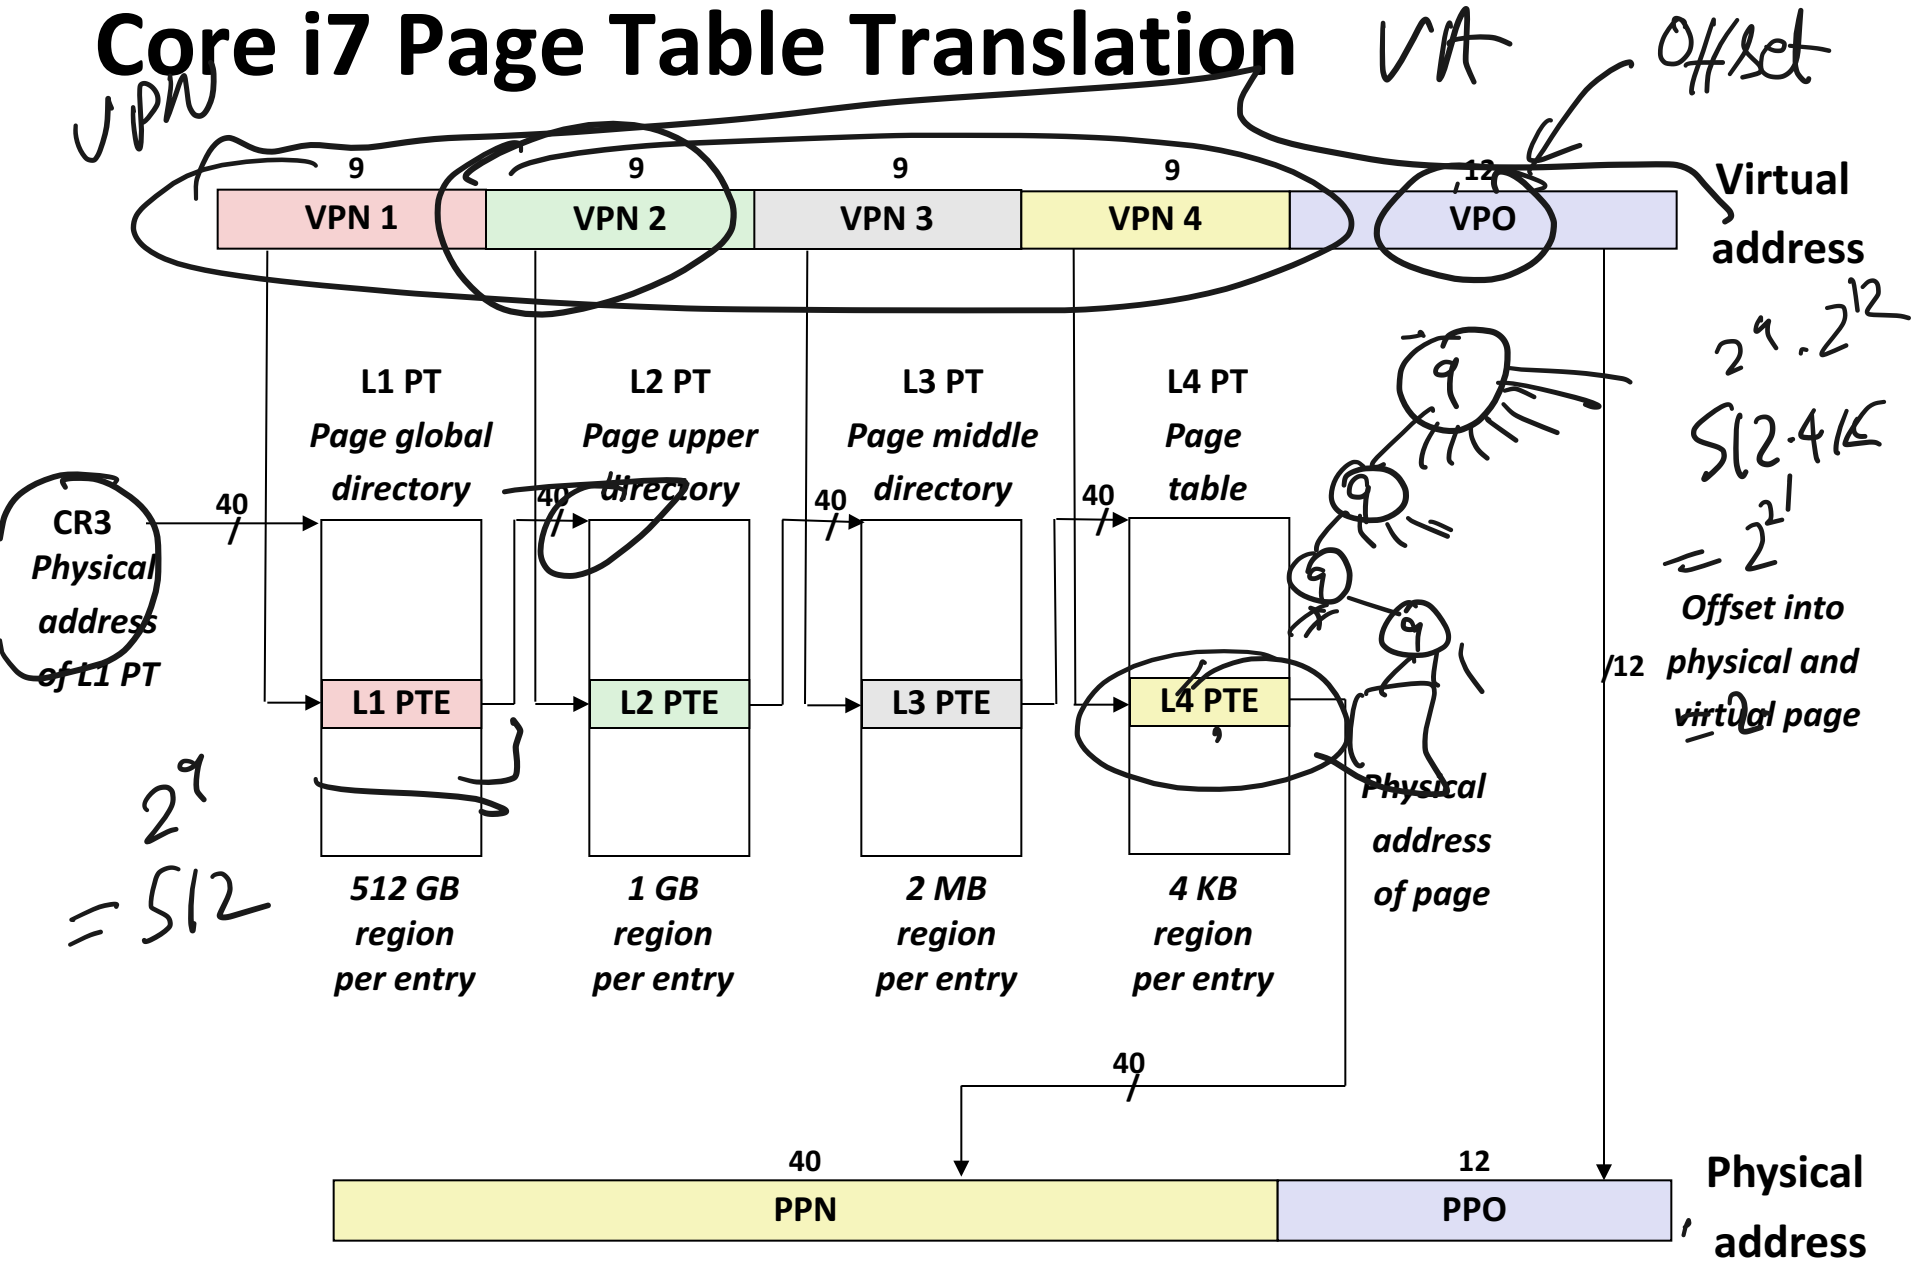 Core i7 Page Table Translation
VA
Offset
VPN
9
9
9
9
12
VPN 1
VPN 2
VPN 3
VPN 4
VPO
Virtual
address
2^9 . 2^12
512.4K
= 2^21
L1 PT
Page global
directory
L2 PT
Page upper
directory
L3 PT
Page middle
directory
L4 PT
Page
table
9
9
9
9
CR3
Physical
address
of L1 PT
40
40
40
40
L1 PTE
L2 PTE
L3 PTE
L4 PTE
Offset into
physical and
virtual page
/12
= 2
Physical
address
of page
2^9
= 512
512 GB
region
per entry
1 GB
region
per entry
2 MB
region
per entry
4 KB
region
per entry
40
40
12
PPN
PPO
Physical
address